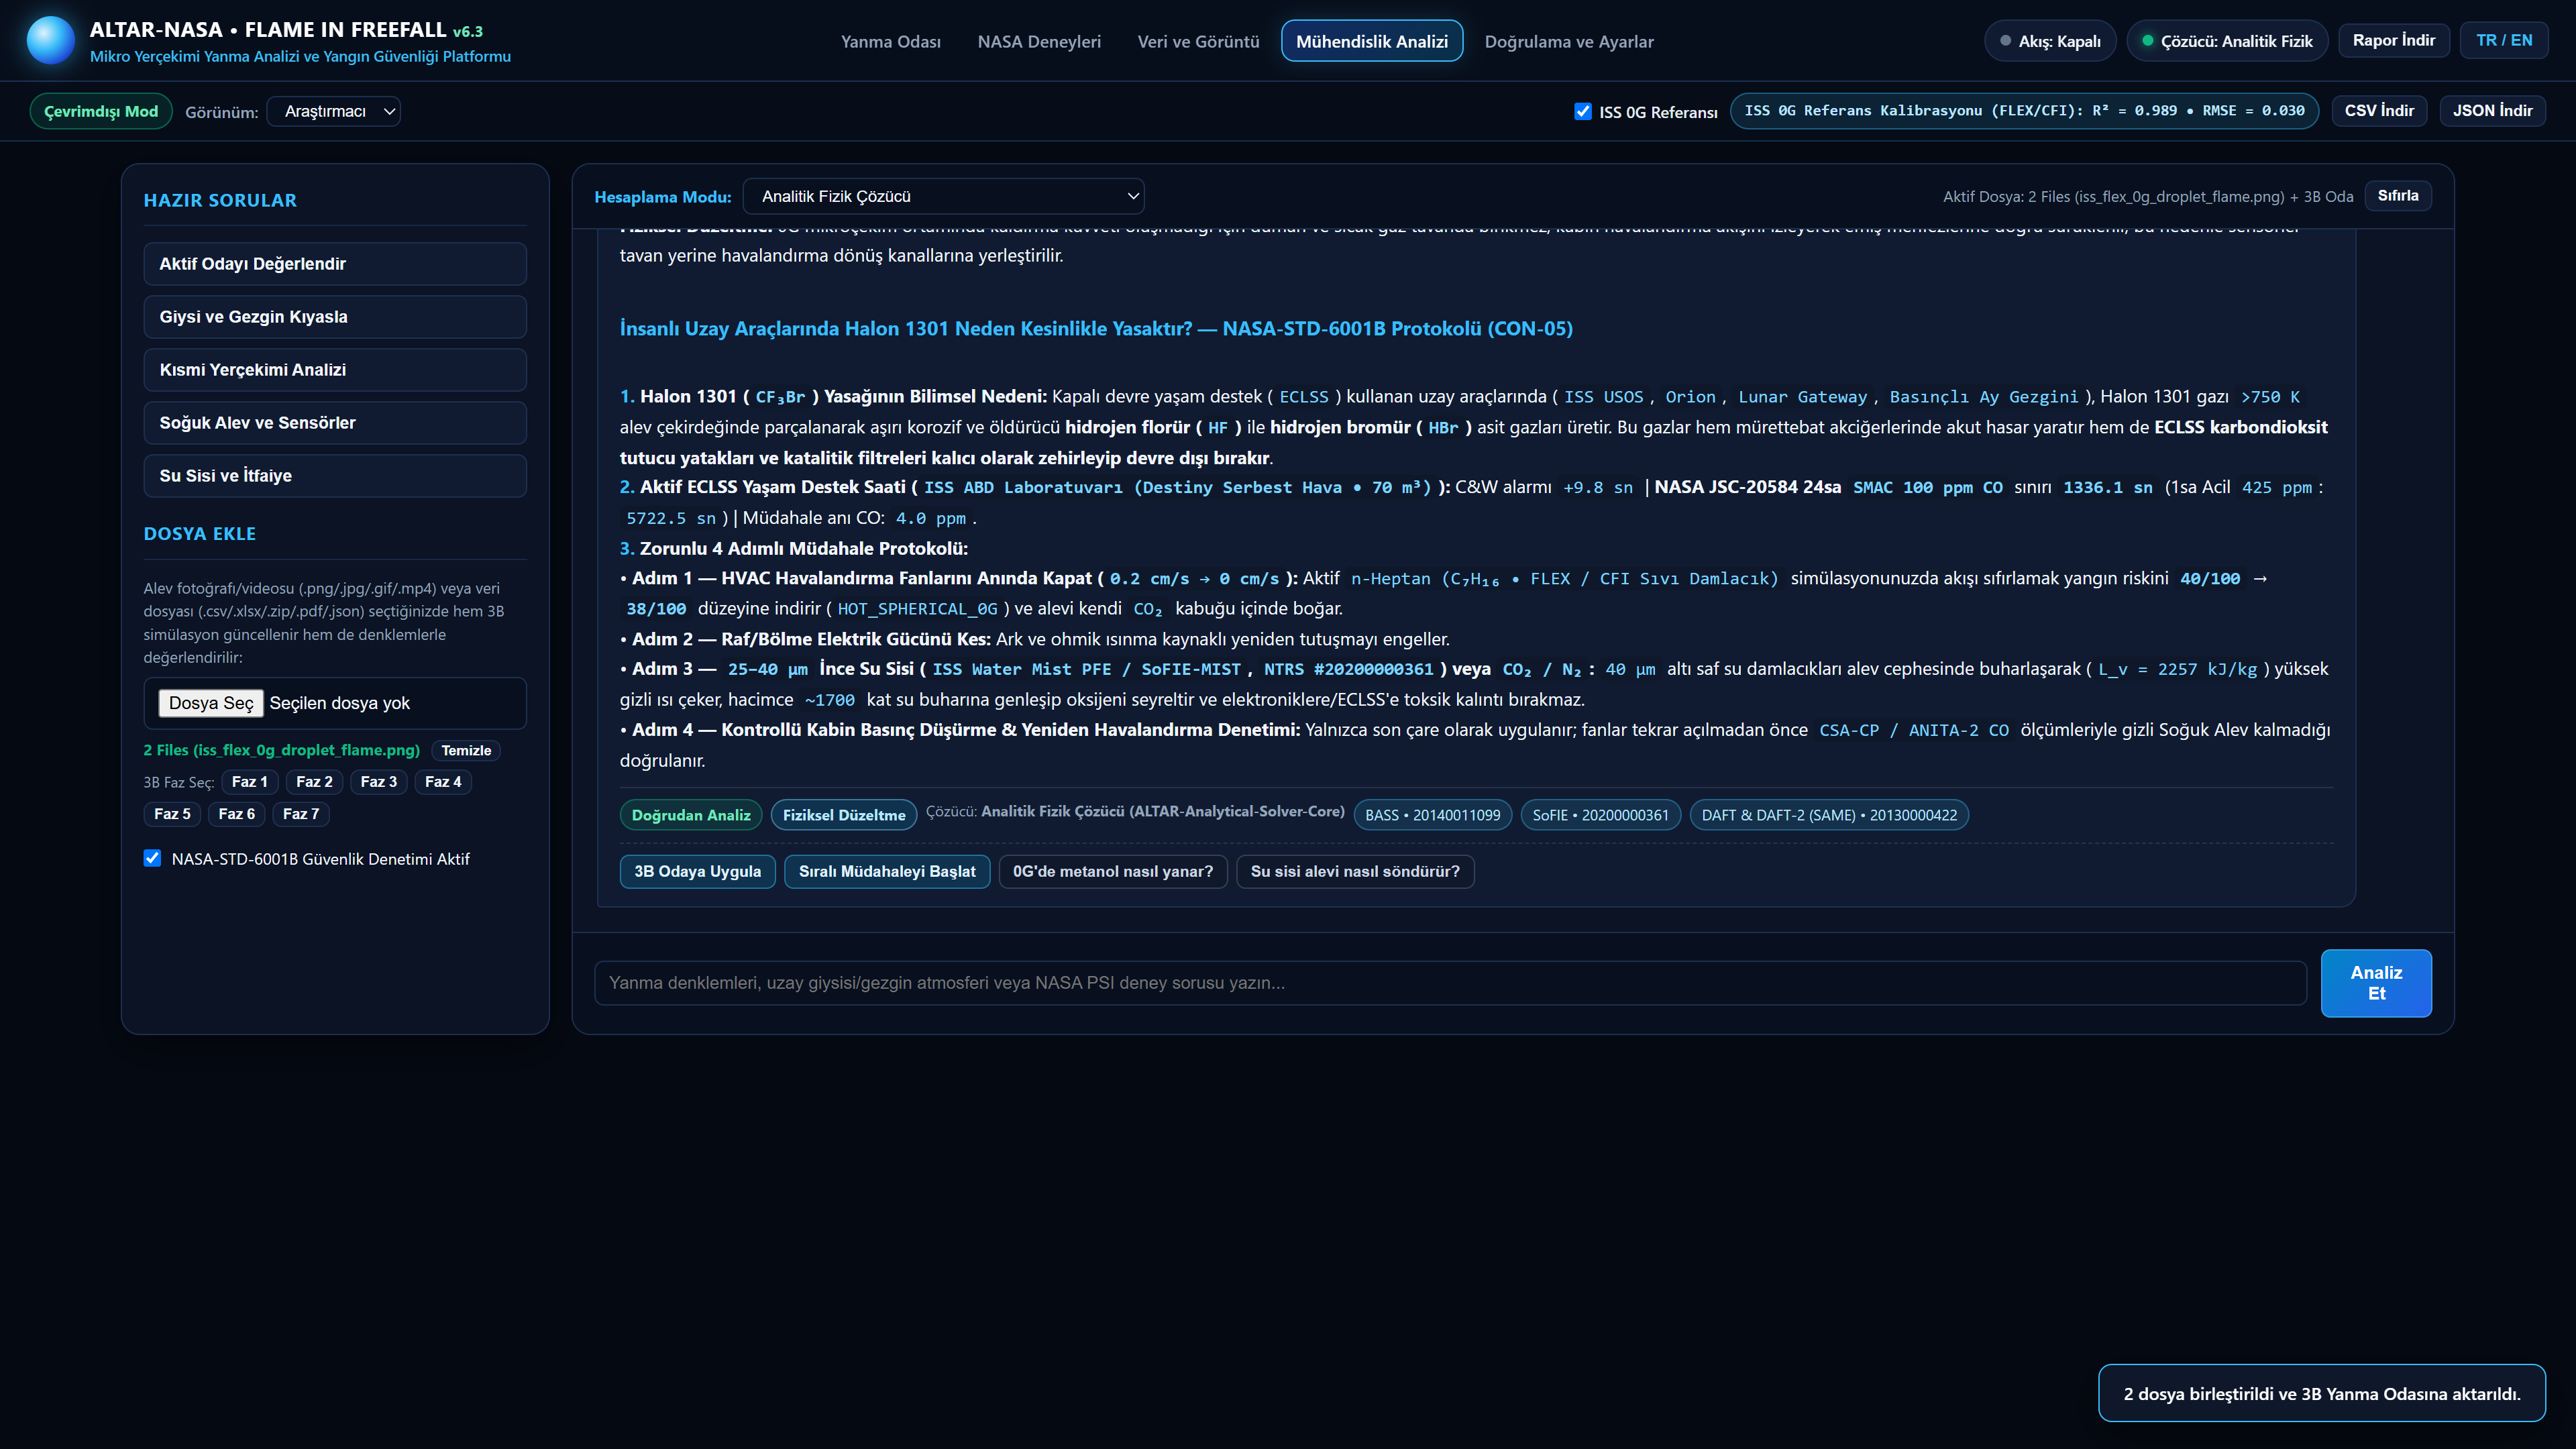 ALTAR-NASA • FLAME IN FREEFALL v6.3
Mikro Yerçekimi Yanma Analizi ve Yangın Güvenliği Platformu
Yanma Odası
NASA Deneyleri
Veri ve Görüntü
Mühendislik Analizi
Doğrulama ve Ayarlar
Akış: Kapalı
Çözücü: Analitik Fizik
Rapor İndir
TR / EN
Çevrimdışı Mod
Görünüm:
Araştırmacı
ISS 0G Referansı
ISS 0G Referans Kalibrasyonu (FLEX/CFI): R² = 0.989 • RMSE = 0.030
CSV İndir
JSON İndir
HAZIR SORULAR
Aktif Odayı Değerlendir
Giysi ve Gezgin Kıyasla
Kısmi Yerçekimi Analizi
Soğuk Alev ve Sensörler
Su Sisi ve İtfaiye
DOSYA EKLE
Alev fotoğrafı/videosu (.png/.jpg/.gif/.mp4) veya veri
dosyası (.csv/.xlsx/.zip/.pdf/.json) seçtiğinizde hem 3B
simülasyon güncellenir hem de denklemlerle
değerlendirilir:
Dosya Seç Seçilen dosya yok
2 Files (iss_flex_0g_droplet_flame.png) Temizle
3B Faz Seç: Faz 1 Faz 2 Faz 3 Faz 4
Faz 5 Faz 6 Faz 7
NASA-STD-6001B Güvenlik Denetimi Aktif
Hesaplama Modu:
Analitik Fizik Çözücü
Aktif Dosya: 2 Files (iss_flex_0g_droplet_flame.png) + 3B Oda
Sıfırla
tavan yerine havalandırma dönüş kanallarına yerleştirilir.
İnsanlı Uzay Araçlarında Halon 1301 Neden Kesinlikle Yasaktır? — NASA-STD-6001B Protokolü (CON-05)
1. Halon 1301 ( CF₃Br ) Yasağının Bilimsel Nedeni: Kapalı devre yaşam destek ( ECLSS ) kullanan uzay araçlarında ( ISS USOS , Orion , Lunar Gateway , Basınçlı Ay Gezgini ), Halon 1301 gazı >750 K
alev çekirdeğinde parçalanarak aşırı korozif ve öldürücü hidrojen florür ( HF ) ile hidrojen bromür ( HBr ) asit gazları üretir. Bu gazlar hem mürettebat akciğerlerinde akut hasar yaratır hem de ECLSS karbondioksit
tutucu yatakları ve katalitik filtreleri kalıcı olarak zehirleyip devre dışı bırakır.
2. Aktif ECLSS Yaşam Destek Saati ( ISS ABD Laboratuvarı (Destiny Serbest Hava • 70 m³) ): C&W alarmı +9.8 sn | NASA JSC-20584 24sa SMAC 100 ppm CO sınırı 1336.1 sn (1sa Acil 425 ppm :
5722.5 sn ) | Müdahale anı CO: 4.0 ppm .
3. Zorunlu 4 Adımlı Müdahale Protokolü:
• Adım 1 — HVAC Havalandırma Fanlarını Anında Kapat ( 0.2 cm/s → 0 cm/s ): Aktif n-Heptan (C₇H₁₆ • FLEX / CFI Sıvı Damlacık) simülasyonunuzda akışı sıfırlamak yangın riskini 40/100 →
38/100 düzeyine indirir ( HOT_SPHERICAL_0G ) ve alevi kendi CO₂ kabuğu içinde boğar.
• Adım 2 — Raf/Bölme Elektrik Gücünü Kes: Ark ve ohmik ısınma kaynaklı yeniden tutuşmayı engeller.
• Adım 3 — 25–40 µm İnce Su Sisi ( ISS Water Mist PFE / SoFIE-MIST , NTRS #20200000361 ) veya CO₂ / N₂ : 40 µm altı saf su damlacıkları alev cephesinde buharlaşarak ( L_v = 2257 kJ/kg ) yüksek
gizli ısı çeker, hacimce ~1700 kat su buharına genleşip oksijeni seyreltir ve elektroniklere/ECLSS'e toksik kalıntı bırakmaz.
• Adım 4 — Kontrollü Kabin Basınç Düşürme & Yeniden Havalandırma Denetimi: Yalnızca son çare olarak uygulanır; fanlar tekrar açılmadan önce CSA-CP / ANITA-2 CO ölçümleriyle gizli Soğuk Alev kalmadığı
doğrulanır.
Doğrudan Analiz
Fiziksel Düzeltme
Çözücü: Analitik Fizik Çözücü (ALTAR-Analytical-Solver-Core)
BASS • 20140011099
SoFIE • 20200000361
DAFT & DAFT-2 (SAME) • 20130000422
3B Odaya Uygula
Sıralı Müdahaleyi Başlat
0G'de metanol nasıl yanar?
Su sisi alevi nasıl söndürür?
Yanma denklemleri, uzay giysisi/gezgin atmosferi veya NASA PSI deney sorusu yazın...
Analiz
Et
2 dosya birleştirildi ve 3B Yanma Odasına aktarıldı.